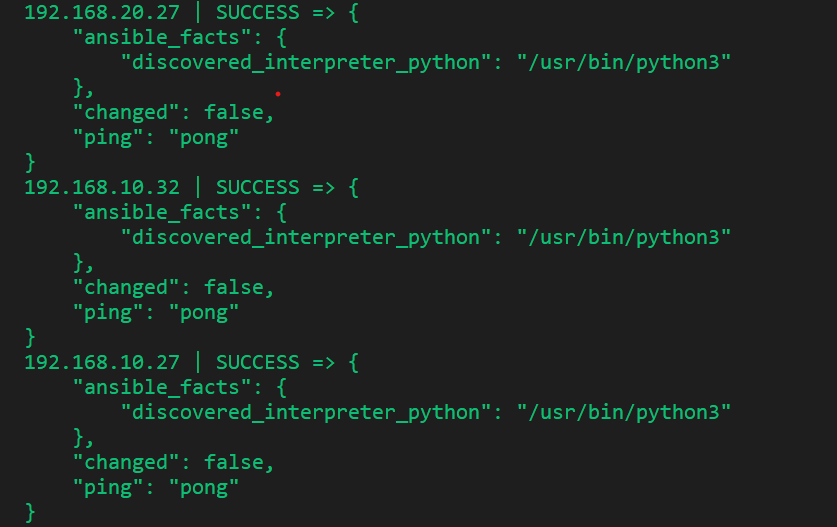 192.168.20.27 | SUCCESS => {
    "ansible_facts": {
        "discovered_interpreter_python": "/usr/bin/python3"
    },
    "changed": false,
    "ping": "pong"
}
192.168.10.32 | SUCCESS => {
    "ansible_facts": {
        "discovered_interpreter_python": "/usr/bin/python3"
    },
    "changed": false,
    "ping": "pong"
}
192.168.10.27 | SUCCESS => {
    "ansible_facts": {
        "discovered_interpreter_python": "/usr/bin/python3"
    },
    "changed": false,
    "ping": "pong"
}